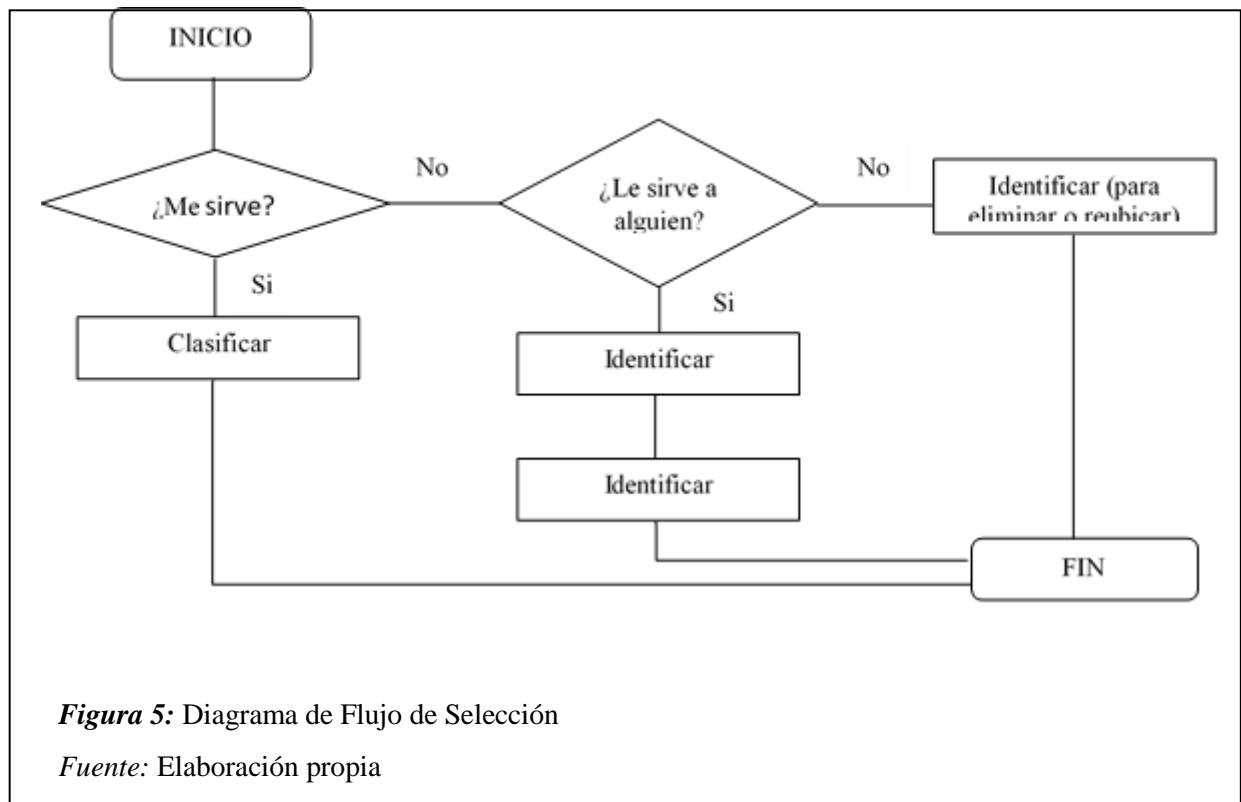 INICIO
¿Me sirve?
No
¿Le sirve a
alguien?
No
Identificar (para
eliminar o reubicar)
Si
Clasificar
Si
Identificar
Identificar
FIN
Figura 5: Diagrama de Flujo de Selección
Fuente: Elaboración propia